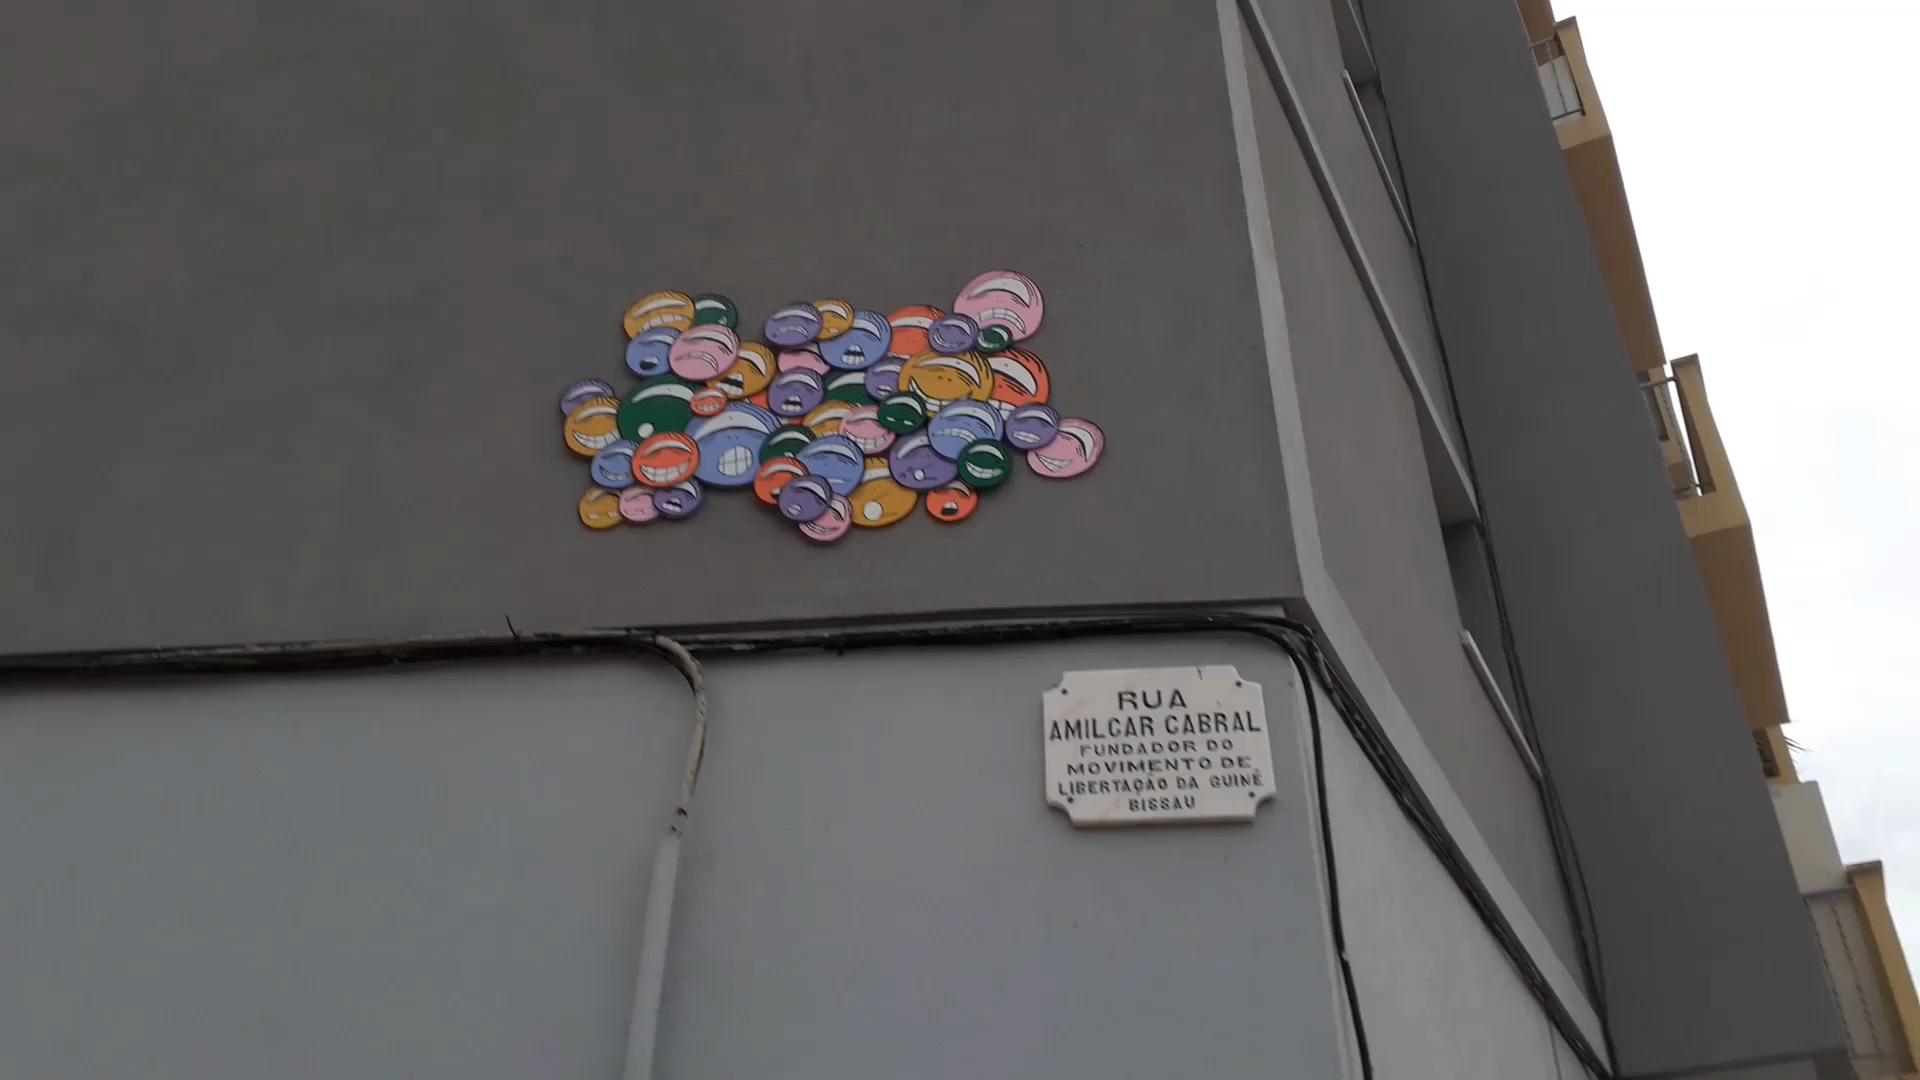 RUA
AMILCAR CABRAL
FUNDADOR DO
MOVIMENTO DE
LIBERTAÇÃO DA GUINÉ
BISSAU